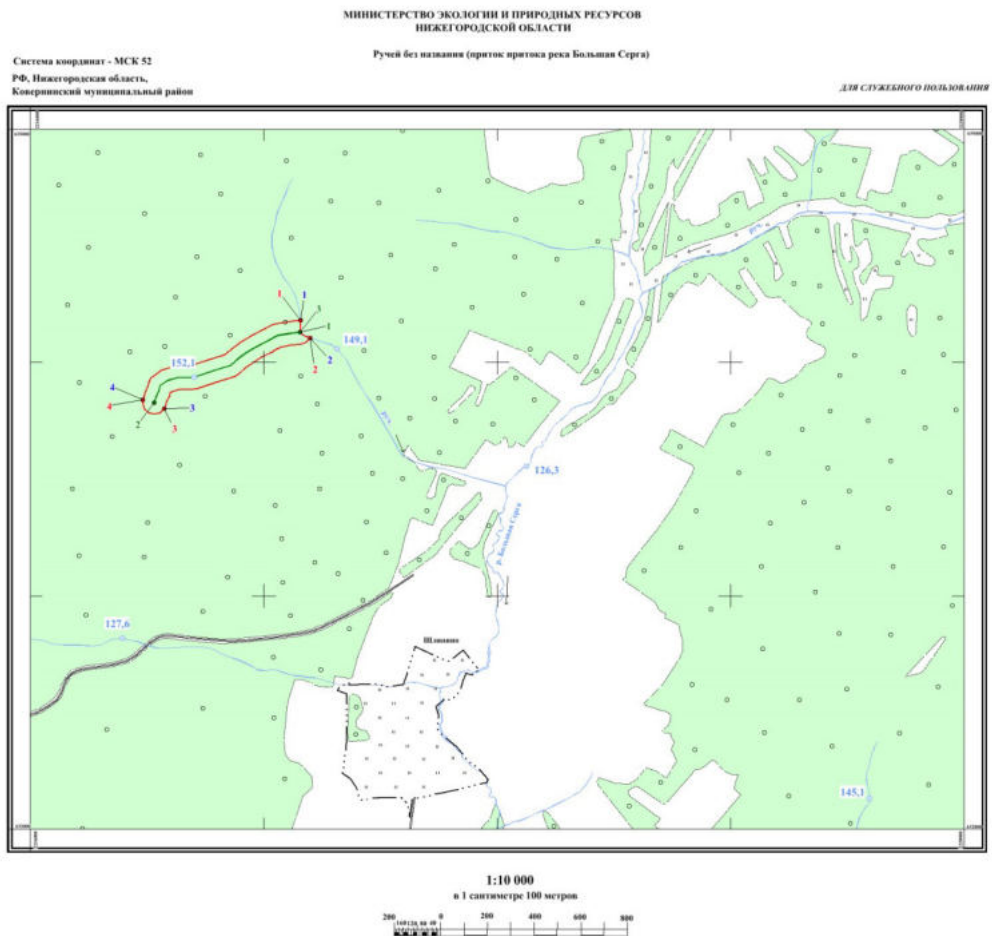 МИНИСТЕРСТВО ЭКОЛОГИИ И ПРИРОДНЫХ РЕСУРСОВ
НИЖЕГОРОДСКОЙ ОБЛАСТИ
Ручей без названия (приток притока река Большая Серга)
Система координат - МСК 52
РФ, Нижегородская область,
Ковернинский муниципальный район
ДЛЯ СЛУЖЕБНОГО ПОЛЬЗОВАНИЯ
руч.
1 1
3
1
149,1
2
2
152,1
4
4
2
3
3
руч.
126,3
р. Большая Серга
127,6
145,1
1:10 000
в 1 сантиметре 100 метров
200 0 200 400 600 800